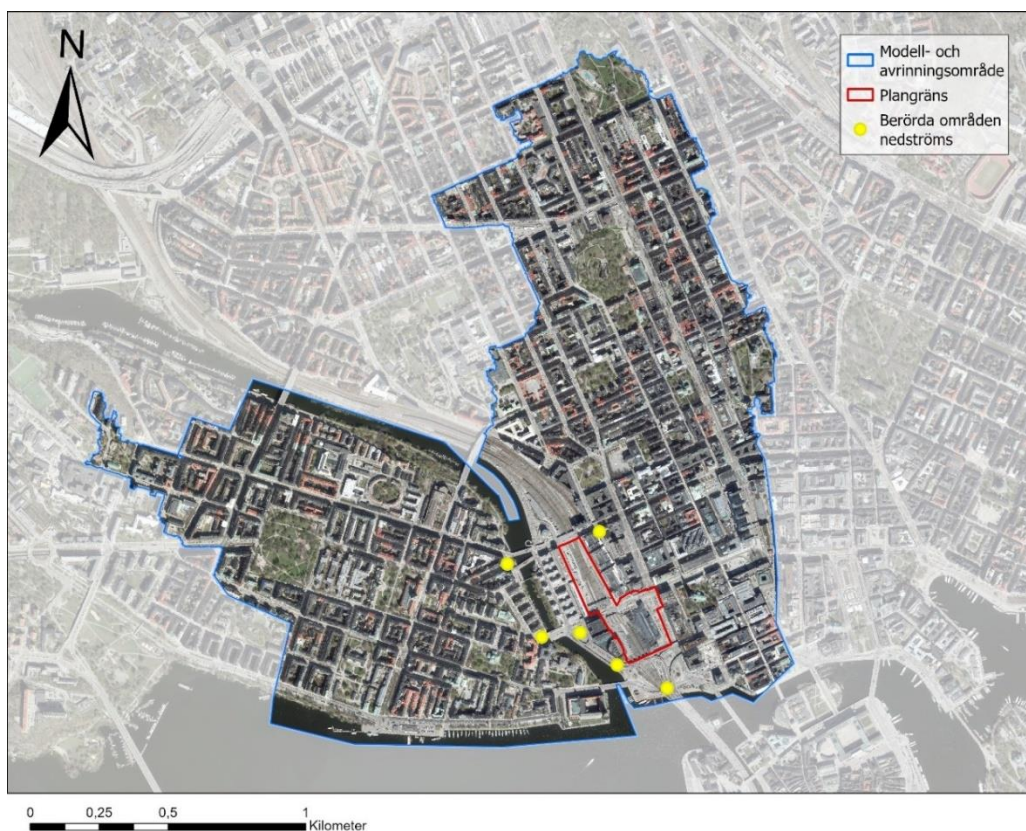 N
Modell- och
avrinningsområde
Plangräns
Berörda områden
nedströms
0 0,25 0,5 1
Kilometer